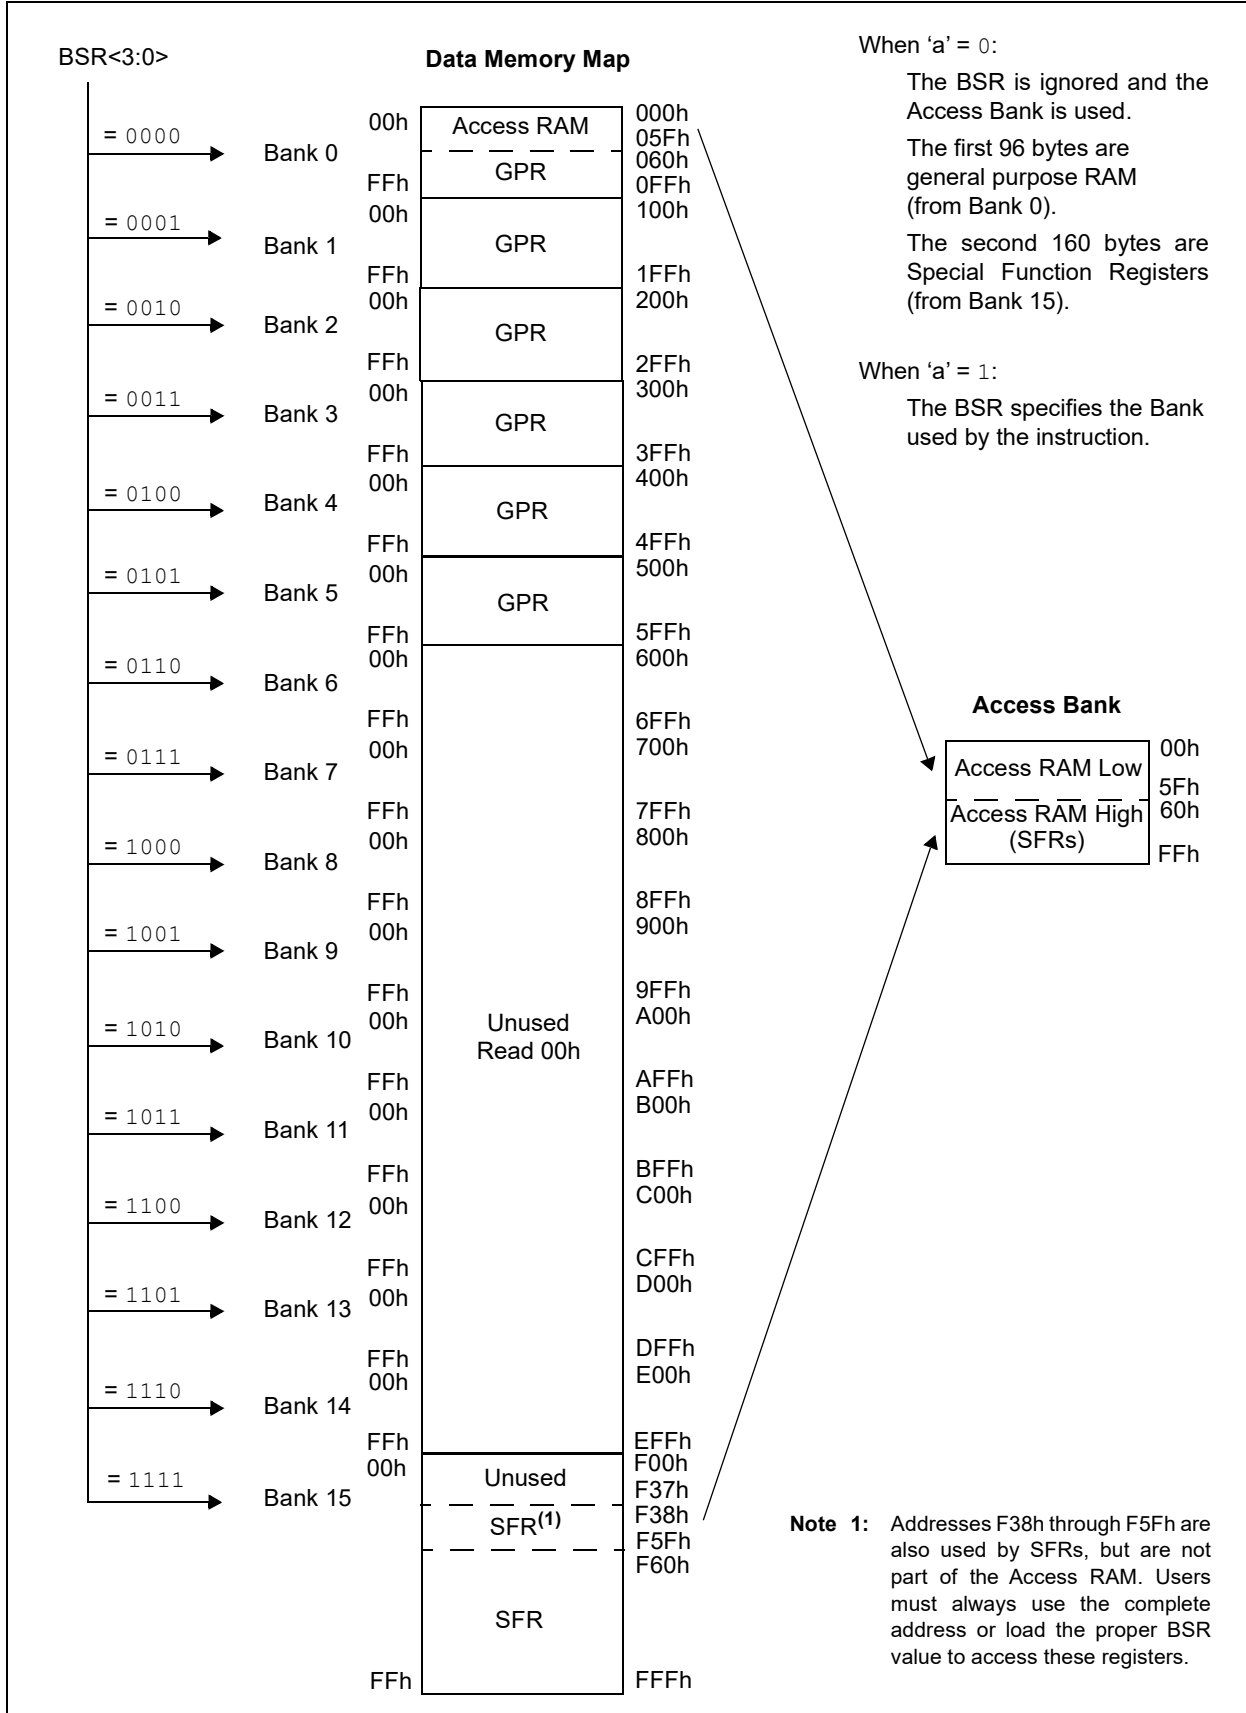 BSR<3:0>
Data Memory Map
When ‘a’ = 0:
The BSR is ignored and the
Access Bank is used.
The first 96 bytes are
general purpose RAM
(from Bank 0).
The second 160 bytes are
Special Function Registers
(from Bank 15).
When ‘a’ = 1:
The BSR specifies the Bank
used by the instruction.
= 0000
Bank 0
00h
Access RAM
000h
05Fh
GPR
060h
FFh
0FFh
= 0001
Bank 1
00h
GPR
100h
FFh
1FFh
= 0010
Bank 2
00h
GPR
200h
FFh
2FFh
= 0011
Bank 3
00h
GPR
300h
FFh
3FFh
= 0100
Bank 4
00h
GPR
400h
FFh
4FFh
= 0101
Bank 5
00h
GPR
500h
FFh
5FFh
= 0110
Bank 6
00h
600h
FFh
6FFh
= 0111
Bank 7
00h
700h
FFh
7FFh
= 1000
Bank 8
00h
800h
FFh
8FFh
= 1001
Bank 9
00h
900h
FFh
9FFh
= 1010
Bank 10
00h
Unused
Read 00h
A00h
FFh
AFFh
= 1011
Bank 11
00h
B00h
FFh
BFFh
= 1100
Bank 12
00h
C00h
FFh
CFFh
= 1101
Bank 13
00h
D00h
FFh
DFFh
= 1110
Bank 14
00h
E00h
FFh
EFFh
= 1111
Bank 15
00h
Unused
F00h
F37h
SFR(1)
F38h
F5Fh
F60h
SFR
FFh
FFFh
Access Bank
Access RAM Low
00h
5Fh
Access RAM High
(SFRs)
60h
FFh
Note 1: Addresses F38h through F5Fh are
also used by SFRs, but are not
part of the Access RAM. Users
must always use the complete
address or load the proper BSR
value to access these registers.